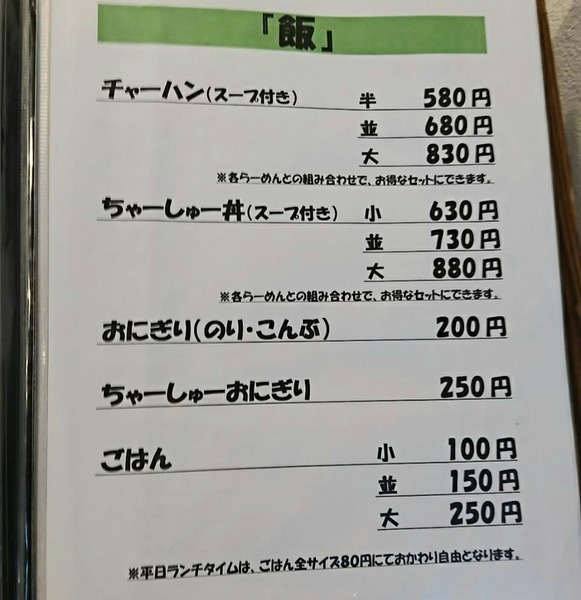 「飯」
チャーハン(スープ付き) 半 580円
並 680円
大 830円
※各らーめんとの組み合わせで、お得なセットにできます。
ちゃーしゅー丼(スープ付き) 小 630円
並 730円
大 880円
※各らーめんとの組み合わせで、お得なセットにできます。
おにぎり(のり・こんぶ) 200円
ちゃーしゅーおにぎり 250円
ごはん 小 100円
並 150円
大 250円
※平日ランチタイムは、ごはん全サイズ80円にておかわり自由となります。